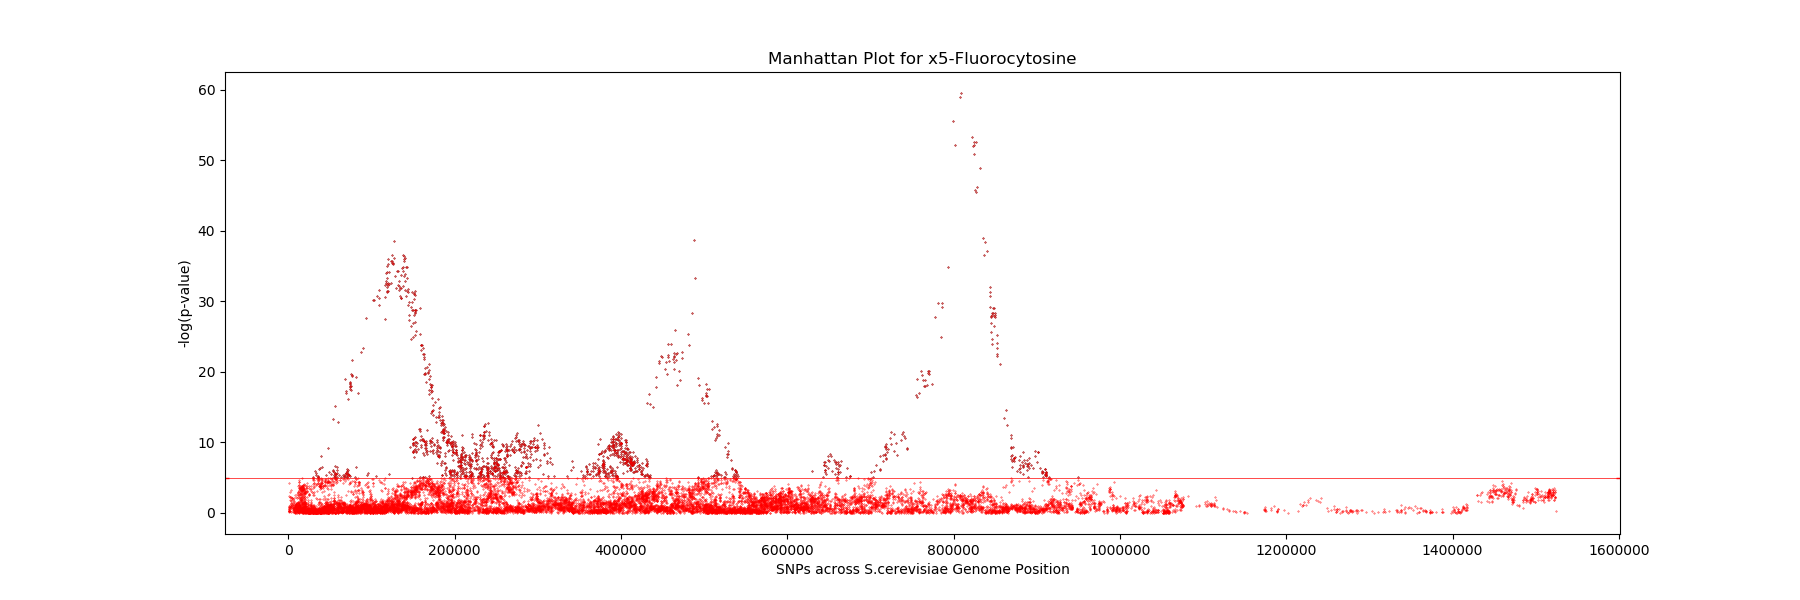 Manhattan Plot for x5-Fluorocytosine
60
50
40
30
20
10
0
-log(p-value)
0 200000 400000 600000 800000 1000000 1200000 1400000 1600000
SNPs across S.cerevisiae Genome Position